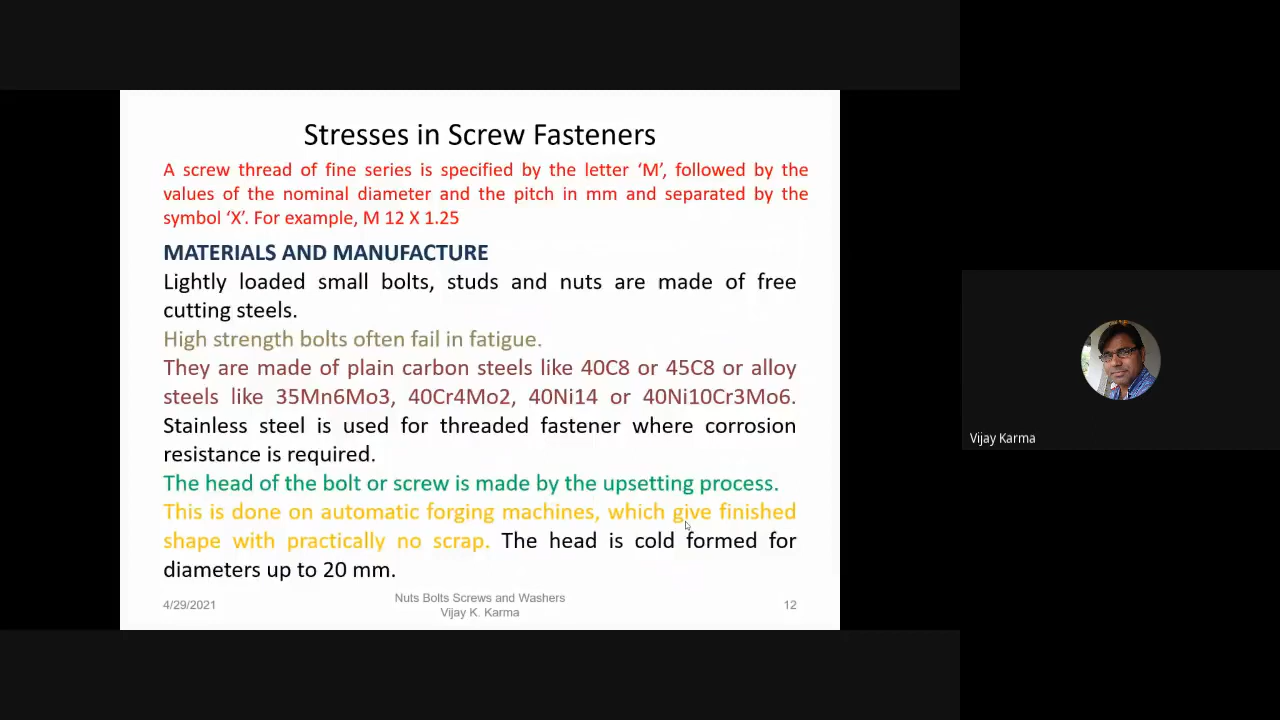 Stresses in Screw Fasteners
A screw thread of fine series is specified by the letter ‘M’, followed by the
values of the nominal diameter and the pitch in mm and separated by the
symbol ‘X’. For example, M 12 X 1.25
MATERIALS AND MANUFACTURE
Lightly loaded small bolts, studs and nuts are made of free
cutting steels.
High strength bolts often fail in fatigue.
They are made of plain carbon steels like 40C8 or 45C8 or alloy
steels like 35Mn6Mo3, 40Cr4Mo2, 40Ni14 or 40Ni10Cr3Mo6.
Stainless steel is used for threaded fastener where corrosion
resistance is required.
The head of the bolt or screw is made by the upsetting process.
This is done on automatic forging machines, which give finished
shape with practically no scrap. The head is cold formed for
diameters up to 20 mm.
4/29/2021
Nuts Bolts Screws and Washers
Vijay K. Karma
12
Vijay Karma